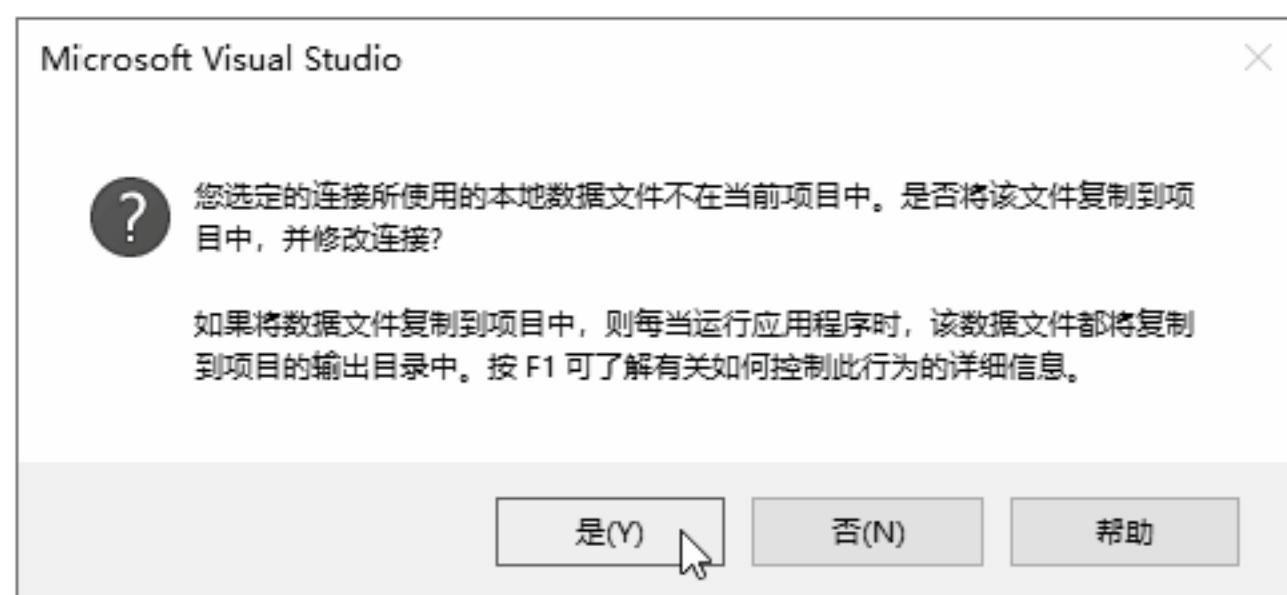 Microsoft Visual Studio
?
您选定的连接所使用的本地数据文件不在当前项目中。是否将该文件复制到项
目中，并修改连接?
如果将数据文件复制到项目中，则每当运行应用程序时，该数据文件都将复制
到项目的输出目录中。按 F1 可了解有关如何控制此行为的详细信息。
是(Y) 否(N) 帮助